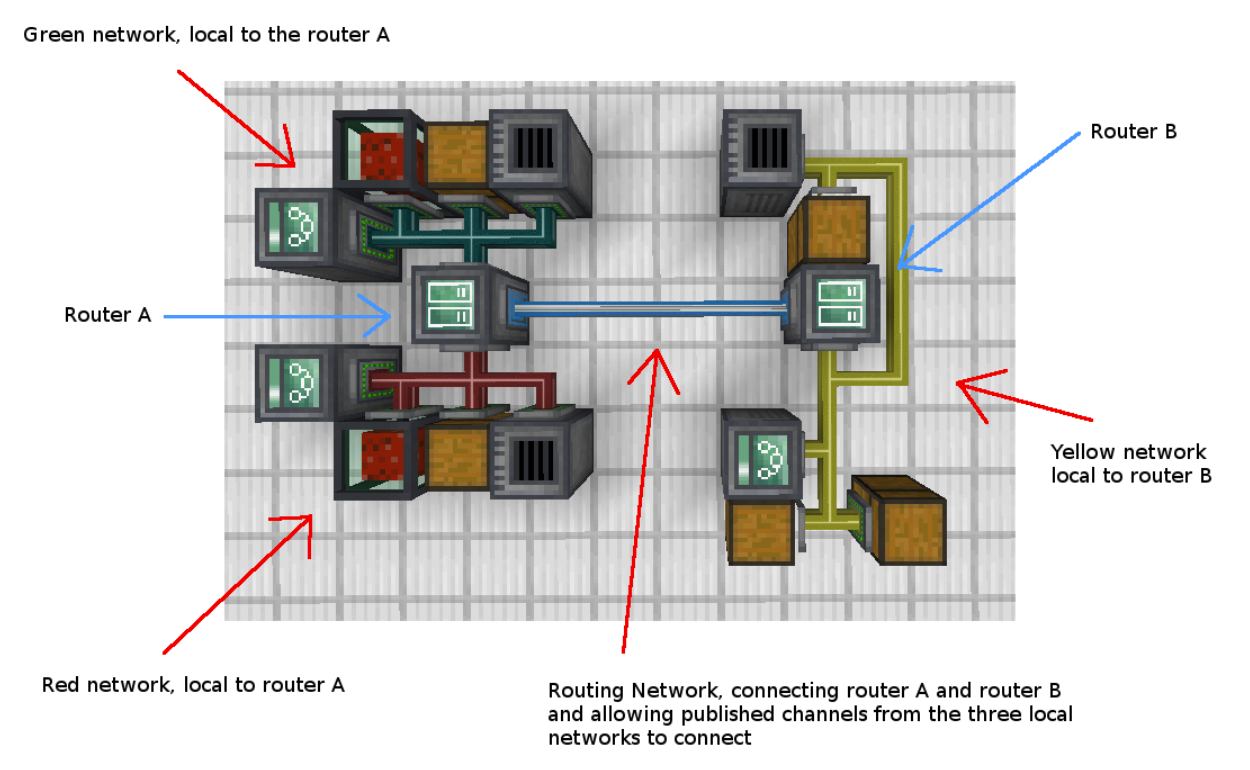 Green network, local to the router A
Router B
Router A
Yellow network
local to router B
Red network, local to router A
Routing Network, connecting router A and router B
and allowing published channels from the three local
networks to connect